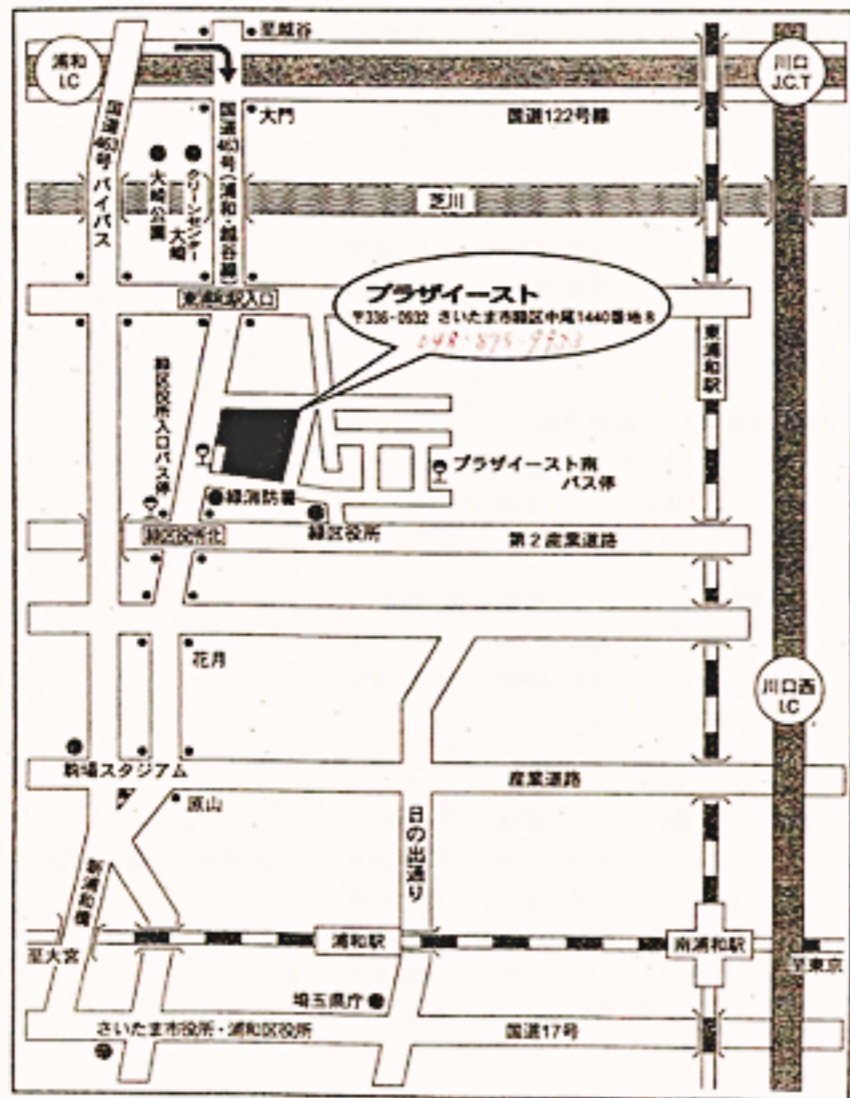 至越谷
浦和
I.C
川口
J.C.T
国道463号バイパス
大門
国道122号線
国道463号(浦和・越谷線)
大崎公園
クリーンセンター
大崎
芝川
東浦和駅入口
プラザイースト
〒336-0932 さいたま市緑区中尾1440番地8
東浦和駅
緑区役所入口バス停
プラザイースト南
バス停
緑消防署
緑区役所
緑区役所北
第2産業道路
花月
川口西
I.C
駒場スタジアム
産業道路
原山
日の出通り
新浦和橋
浦和駅
南浦和駅
至大宮
至東京
埼玉県庁
さいたま市役所・浦和区役所
国道17号